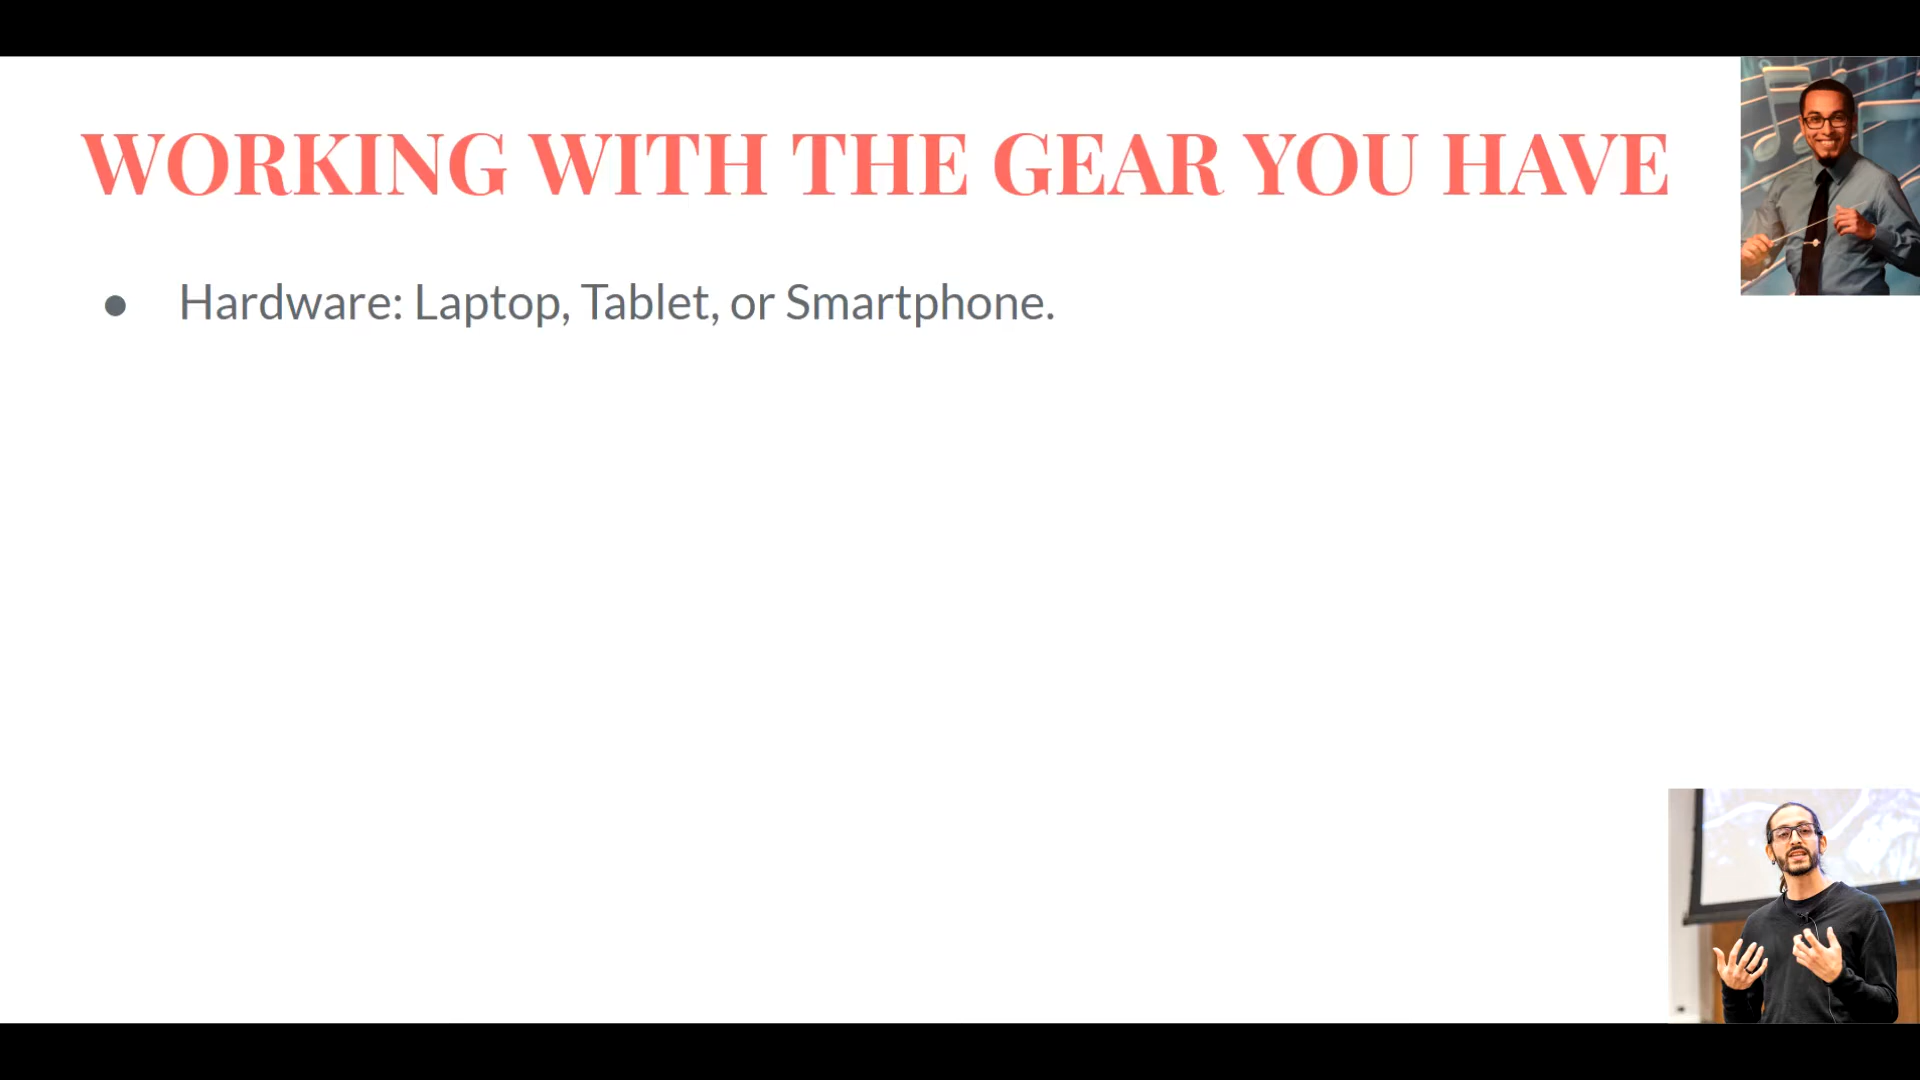 WORKING WITH THE GEAR YOU HAVE
● Hardware: Laptop, Tablet, or Smartphone.